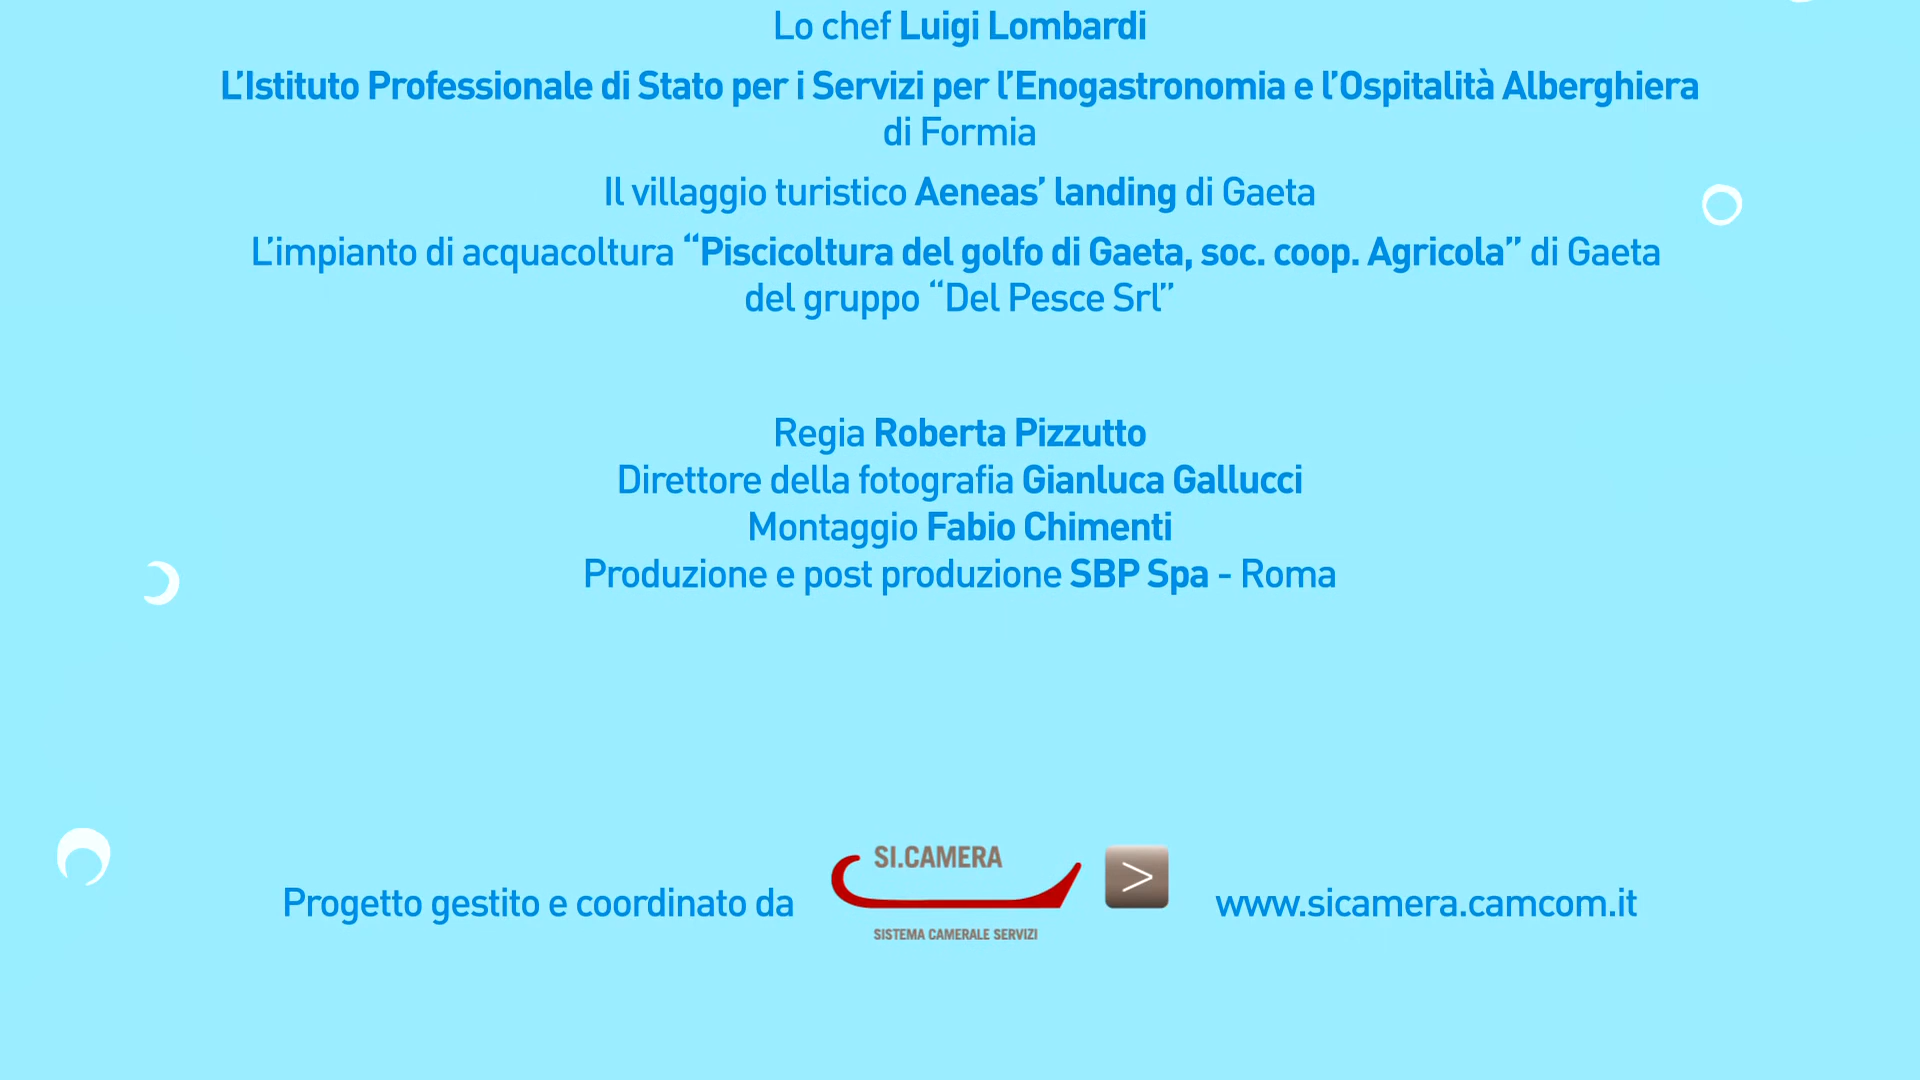 Lo chef Luigi Lombardi
L’Istituto Professionale di Stato per i Servizi per l’Enogastronomia e l’Ospitalità Alberghiera
di Formia
Il villaggio turistico Aeneas’ landing di Gaeta
L’impianto di acquacoltura “Piscicoltura del golfo di Gaeta, soc. coop. Agricola” di Gaeta
del gruppo “Del Pesce Srl”
Regia Roberta Pizzutto
Direttore della fotografia Gianluca Gallucci
Montaggio Fabio Chimenti
Produzione e post produzione SBP Spa - Roma
Progetto gestito e coordinato da
SI.CAMERA
>
SISTEMA CAMERALE SERVIZI
www.sicamera.camcom.it